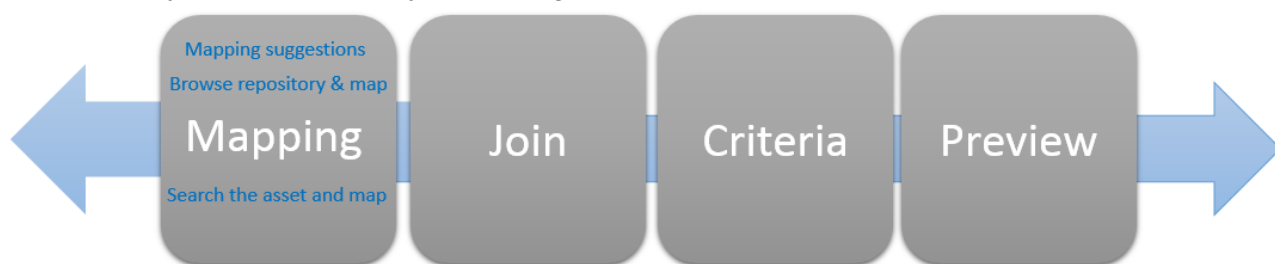 Mapping suggestions
Browse repository & map
Mapping
Search the asset and map
Join
Criteria
Preview